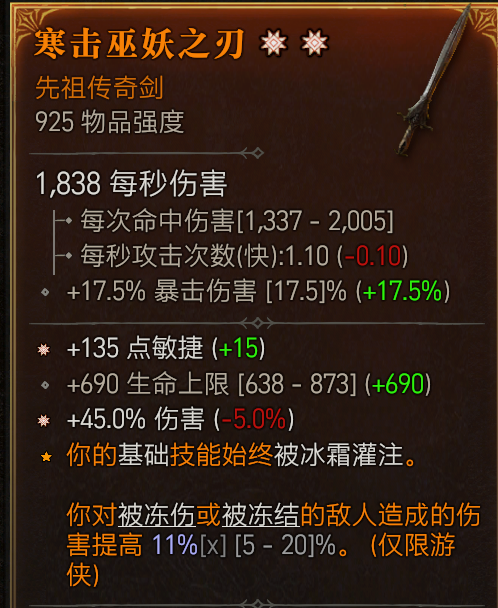 寒击巫妖之刃
先祖传奇剑
925 物品强度
1,838 每秒伤害
每次命中伤害[1,337 - 2,005]
每秒攻击次数(快):1.10 (-0.10)
+17.5% 暴击伤害 [17.5]% (+17.5%)
+135 点敏捷 (+15)
+690 生命上限 [638 - 873] (+690)
+45.0% 伤害 (-5.0%)
你的基础技能始终被冰霜灌注。
你对被冻伤或被冻结的敌人造成的伤
害提高 11%[x] [5 - 20]%。 (仅限游
侠)